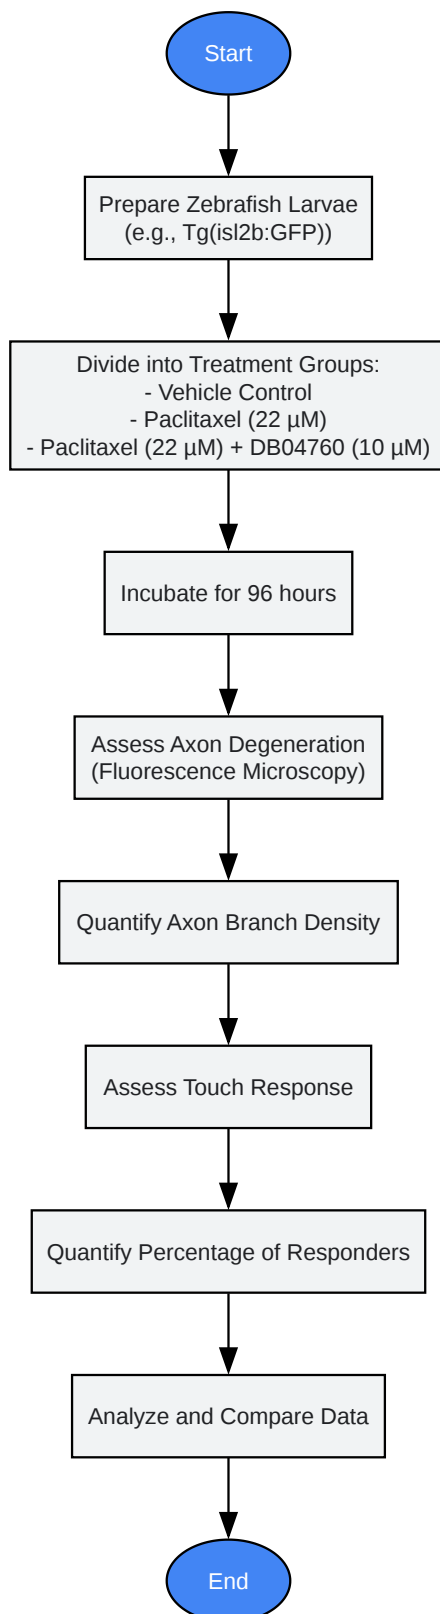 Start
Prepare Zebrafish Larvae
(e.g., Tg(isl2b:GFP))
Divide into Treatment Groups:
- Vehicle Control
- Paclitaxel (22 µM)
- Paclitaxel (22 µM) + DB04760 (10 µM)
Incubate for 96 hours
Assess Axon Degeneration
(Fluorescence Microscopy)
Quantify Axon Branch Density
Assess Touch Response
Quantify Percentage of Responders
Analyze and Compare Data
End